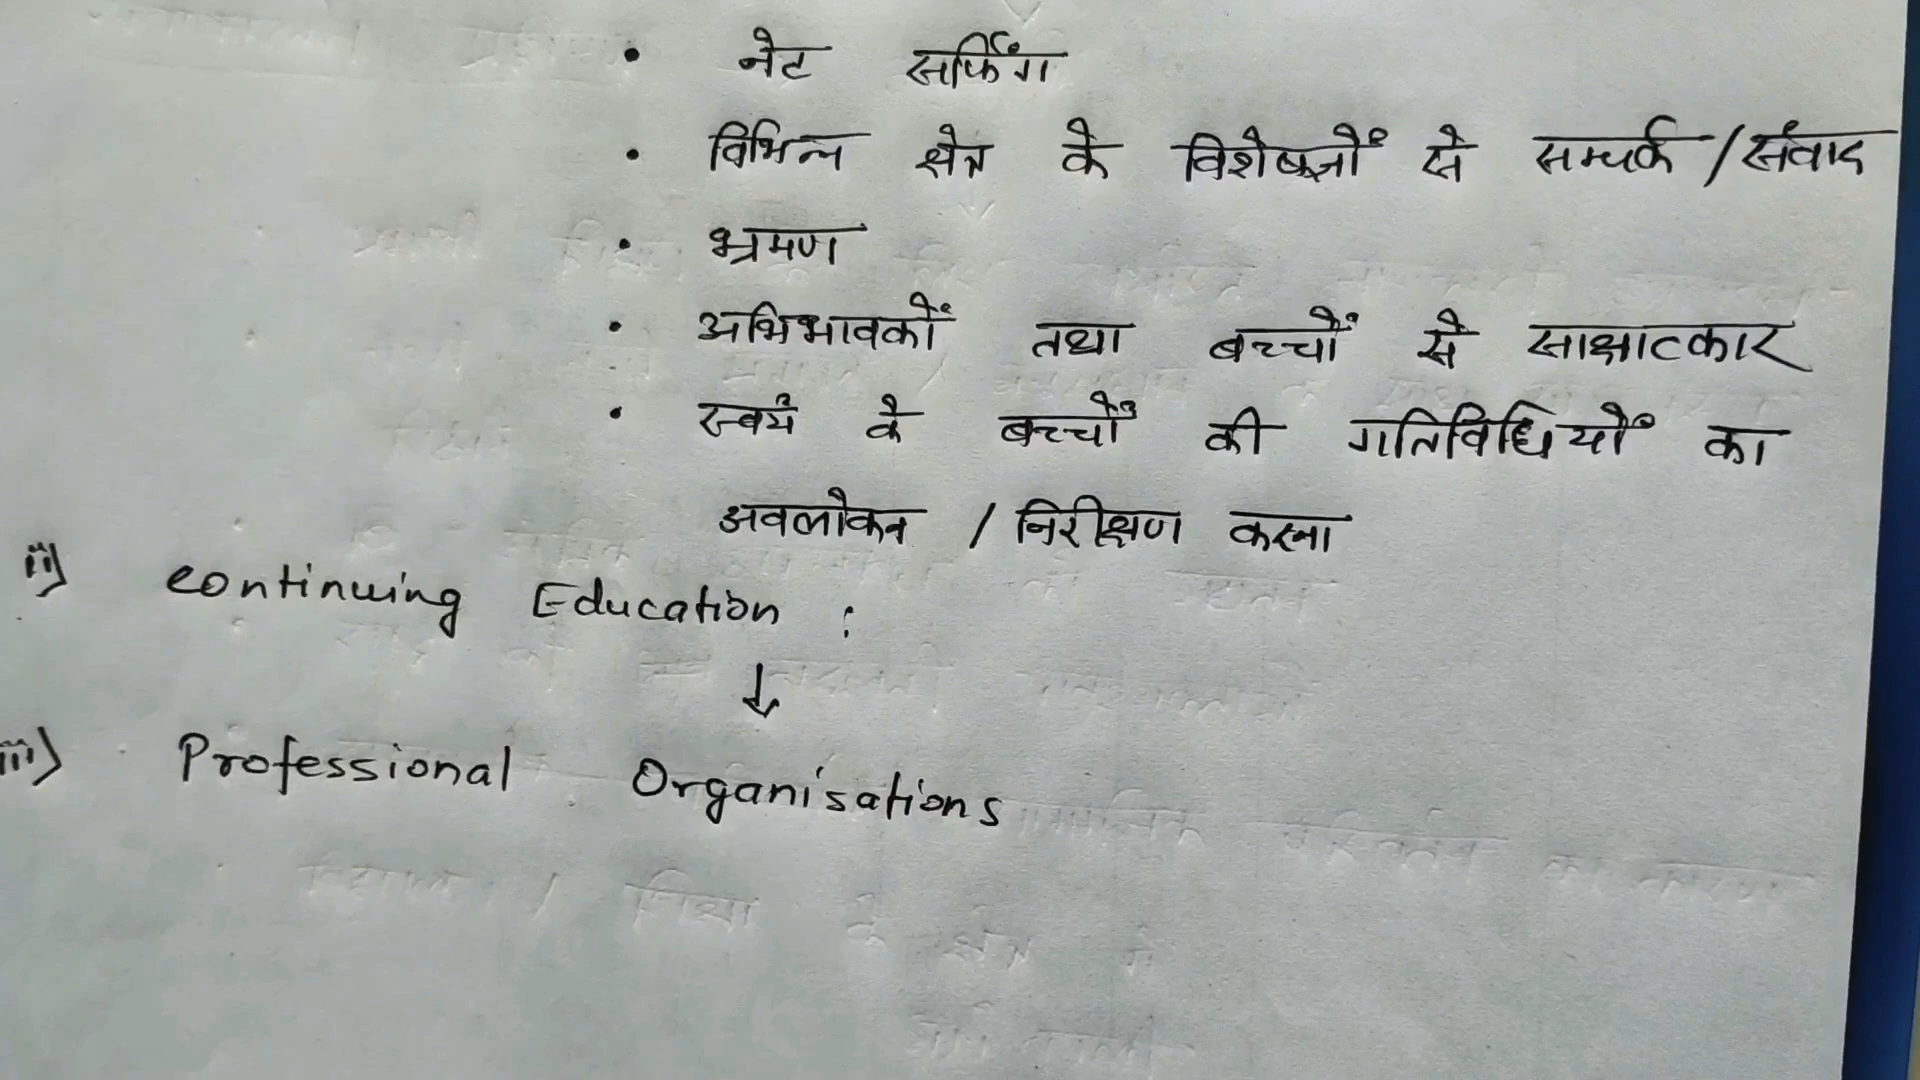 • नेट सर्फिंग
• विभिन्न क्षेत्र के विशेषज्ञों से सम्पर्क / संवाद
• भ्रमण
• अभिभावकों तथा बच्चों से साक्षाटकार
• स्वयं के बच्चों की गतिविधियों का
अवलोकन / निरीक्षण करना
ii) continuing Education :
↓
iii) Professional Organisations